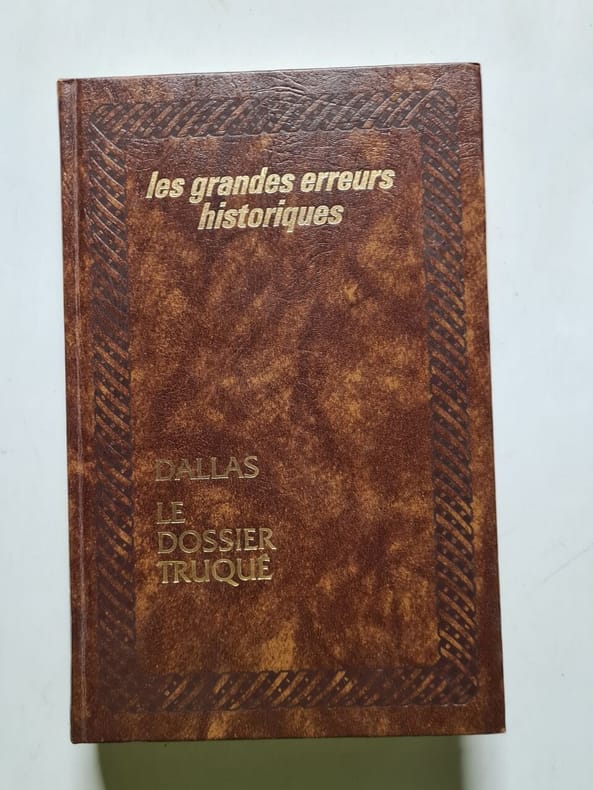 les grandes erreurs
historiques
DALLAS
LE
DOSSIER
TRUQUÉ